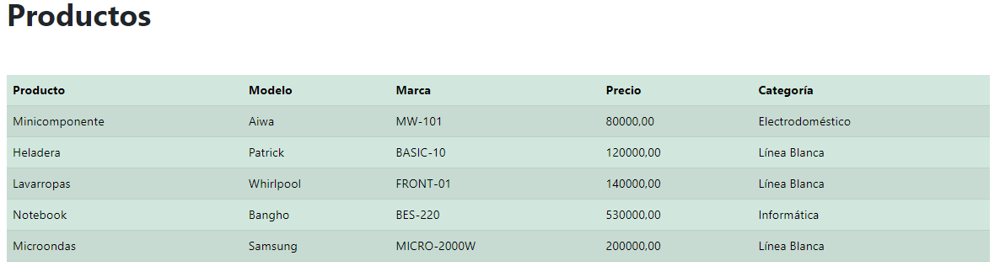 Productos
Producto Modelo Marca Precio Categoría
Minicomponente Aiwa MW-101 80000,00 Electrodoméstico
Heladera Patrick BASIC-10 120000,00 Línea Blanca
Lavarropas Whirlpool FRONT-01 140000,00 Línea Blanca
Notebook Bangho BES-220 530000,00 Informática
Microondas Samsung MICRO-2000W 200000,00 Línea Blanca